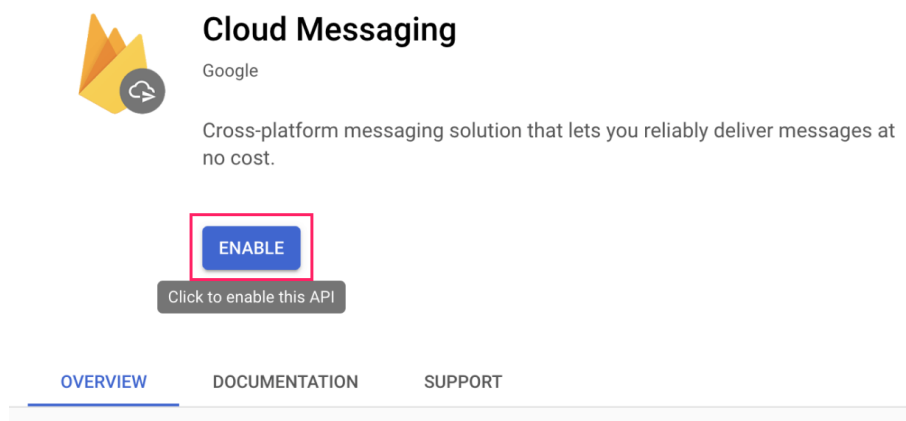 Cloud Messaging
Google
Cross-platform messaging solution that lets you reliably deliver messages at
no cost.
ENABLE
Click to enable this API
OVERVIEW DOCUMENTATION SUPPORT